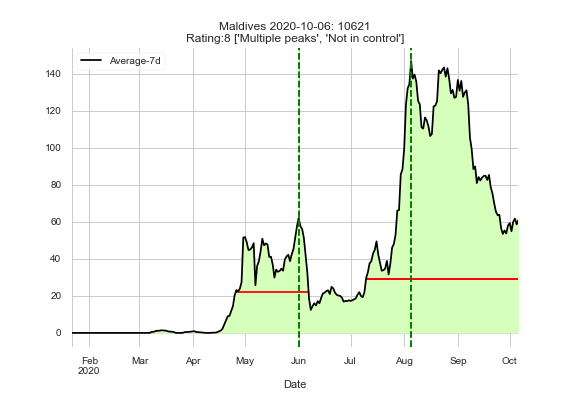 Maldives 2020-10-06: 10621
Rating:8 ['Multiple peaks', 'Not in control']
Average-7d
140
120
100
80
60
40
20
0
Feb Mar Apr May Jun Jul Aug Sep Oct
2020
Date